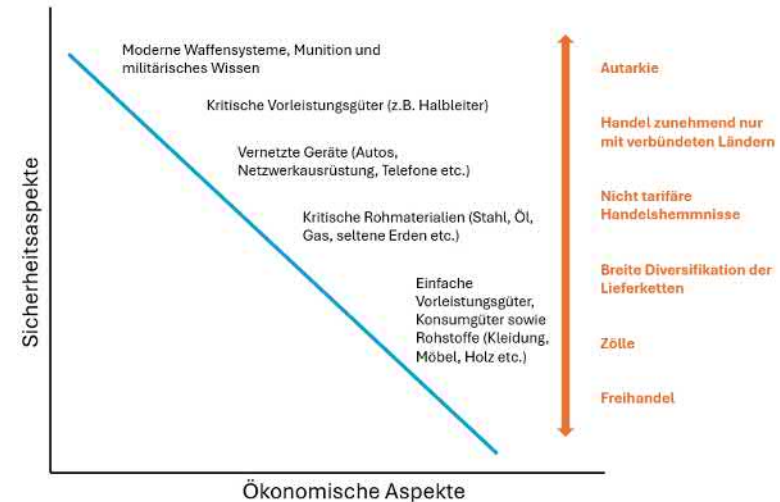 Moderne Waffensysteme, Munition und
militärisches Wissen
Kritische Vorleistungsgüter (z.B. Halbleiter)
Vernetzte Geräte (Autos,
Netzwerkausrüstung, Telefone etc.)
Kritische Rohmaterialien (Stahl, Öl,
Gas, seltene Erden etc.)
Einfache
Vorleistungsgüter,
Konsumgüter sowie
Rohstoffe (Kleidung,
Möbel, Holz etc.)
Autarkie
Handel zunehmend nur
mit verbündeten Ländern
Nicht tarifäre
Handelshemmnisse
Breite Diversifikation der
Lieferketten
Zölle
Freihandel
Sicherheitsaspekte
Ökonomische Aspekte